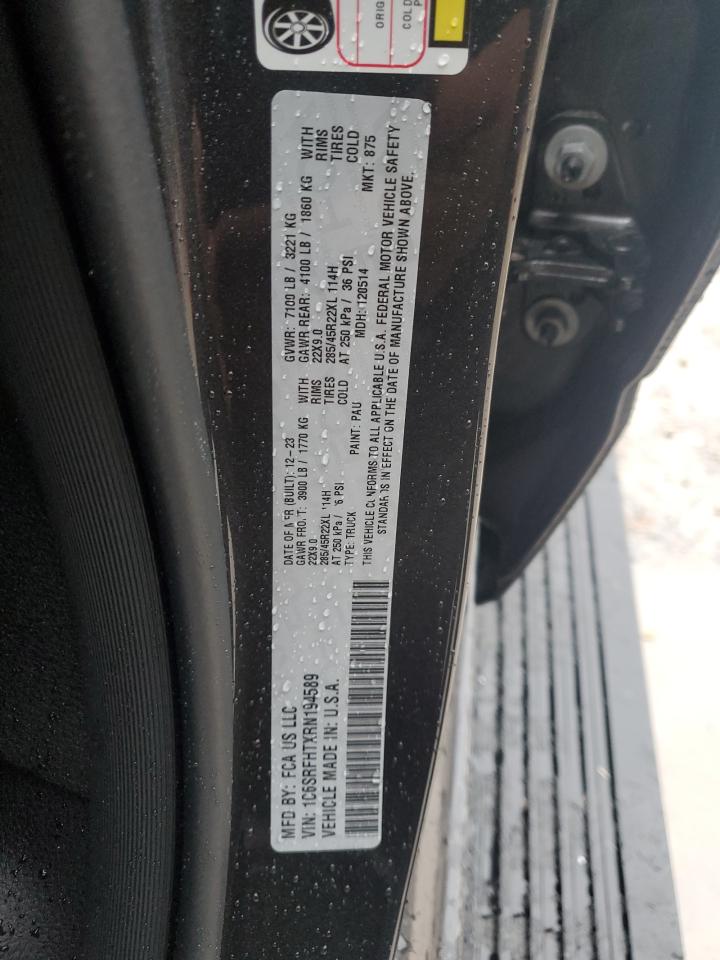 ORIG
COLD
MFD BY: FCA US LLC
VIN: 1C6SRFHTXRN194589
VEHICLE MADE IN: U.S.A.
DATE OF (BUILT): 12-23
GAWR 3900 LB / 1770 KG WITH
22X9.0 RIMS
285/45R22XL 114H TIRES
AT 250 kPa / 6 PSI COLD
TYPE: TRUCK PAINT: PAU
GVWR: 7100 LB / 3221 KG
GAWR REAR: 4100 LB / 1860 KG WITH
22X9.0 RIMS
285/45R22XL 114H TIRES
AT 250 kPa / 36 PSI COLD
MDH: 120514 MKT: 875
THIS VEHICLE CONFORMS TO ALL APPLICABLE U.S.A. FEDERAL MOTOR VEHICLE SAFETY
STANDARDS IN EFFECT ON THE DATE OF MANUFACTURE SHOWN ABOVE.